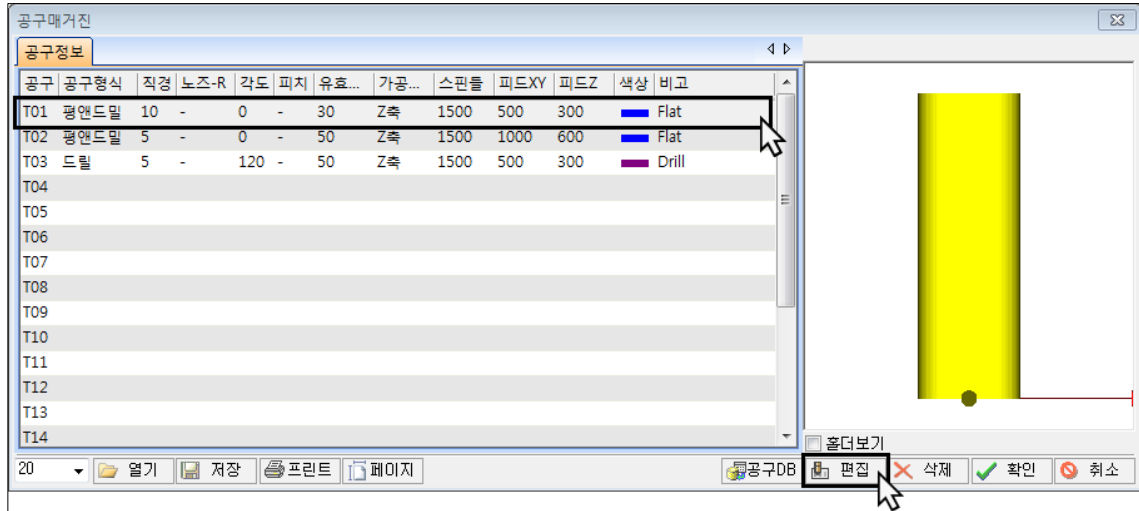 공구매거진
공구정보
공구 공구형식 직경 노즈-R 각도 피치 유효... 가공... 스핀들 피드XY 피드Z 색상 비고
T01 평앤드밀 10 - 0 - 30 Z축 1500 500 300 Flat
T02 평앤드밀 5 - 0 - 50 Z축 1500 1000 600 Flat
T03 드릴 5 - 120 - 50 Z축 1500 500 300 Drill
T04
T05
T06
T07
T08
T09
T10
T11
T12
T13
T14
홀더보기
20 열기 저장 프린트 페이지 공구DB 편집 삭제 확인 취소